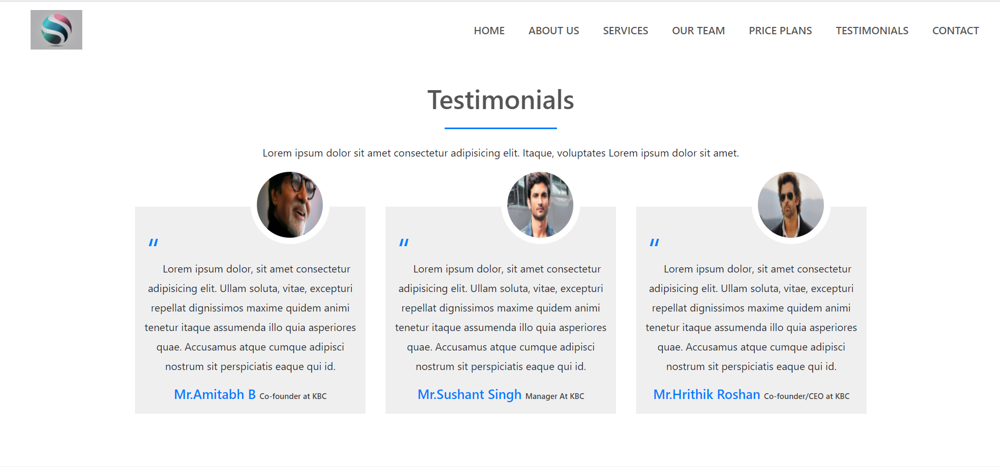 HOME ABOUT US SERVICES OUR TEAM PRICE PLANS TESTIMONIALS CONTACT
Testimonials
Lorem ipsum dolor sit amet consectetur adipisicing elit. Itaque, voluptates Lorem ipsum dolor sit amet.
“
Lorem ipsum dolor, sit amet consectetur
adipisicing elit. Ullam soluta, vitae, excepturi
repellat dignissimos maxime quidem animi
tenetur itaque assumenda illo quia asperiores
quae. Accusamus atque cumque adipisci
nostrum sit perspiciatis eaque qui id.
Mr.Amitabh B Co-founder at KBC
“
Lorem ipsum dolor, sit amet consectetur
adipisicing elit. Ullam soluta, vitae, excepturi
repellat dignissimos maxime quidem animi
tenetur itaque assumenda illo quia asperiores
quae. Accusamus atque cumque adipisci
nostrum sit perspiciatis eaque qui id.
Mr.Sushant Singh Manager At KBC
“
Lorem ipsum dolor, sit amet consectetur
adipisicing elit. Ullam soluta, vitae, excepturi
repellat dignissimos maxime quidem animi
tenetur itaque assumenda illo quia asperiores
quae. Accusamus atque cumque adipisci
nostrum sit perspiciatis eaque qui id.
Mr.Hrithik Roshan Co-founder/CEO at KBC